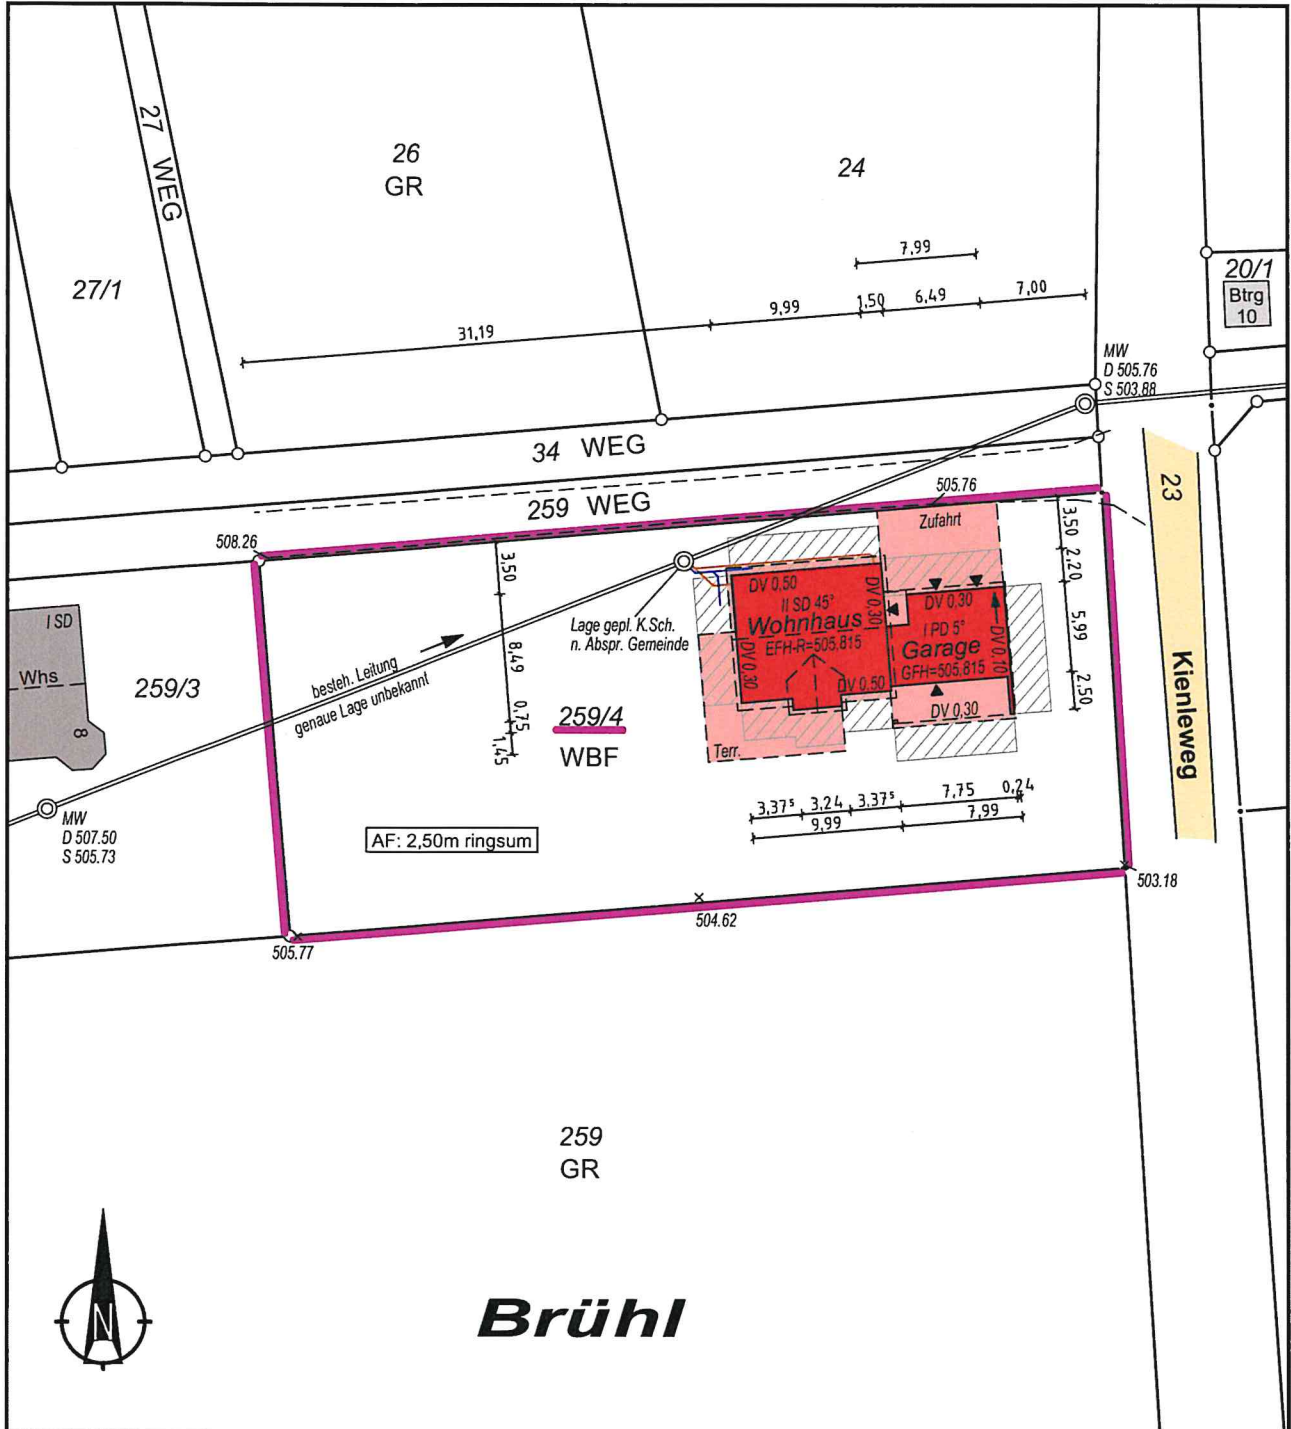 27 WEG
26
GR
24
27/1
7,99
20/1
Btrg
10
31,19
9,99
1,50
6,49
7,00
MW
D 505.76
S 503.88
34 WEG
259 WEG
505.76
23
508.26
Zufahrt
3,50
3,50
2,20
5,99
2,50
I SD
Whs
8
259/3
besteh. Leitung
genaue Lage unbekannt
8,49
0,75
1,45
Lage gepl. K.Sch.
n. Abspr. Gemeinde
DV 0,50
II SD 45°
Wohnhaus
EFH-R=505,815
DV 0,30
DV 0,30
DV 0,50
DV 0,30
I PD 5°
Garage
GFH=505,815
DV 0,10
DV 0,30
Terr.
Kienleweg
259/4
WBF
3,37⁵
3,24
3,37⁵
7,75
0,24
9,99
7,99
MW
D 507.50
S 505.73
AF: 2,50m ringsum
503.18
504.62
505.77
259
GR
N
Brühl